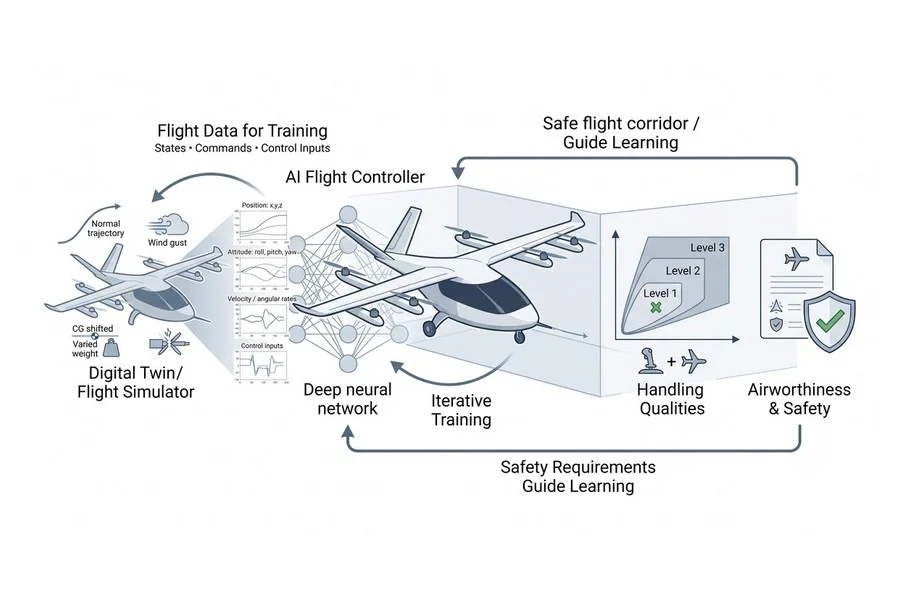 Flight Data for Training
States • Commands • Control Inputs
Safe flight corridor /
Guide Learning
AI Flight Controller
Normal
trajectory
Wind gust
Position: x,y,z
Attitude: roll, pitch, yaw
Velocity / angular rates
Control inputs
CG shifted
Varied
weight
Digital Twin/
Flight Simulator
Deep neural
network
Iterative
Training
Level 3
Level 2
Level 1
+
Handling
Qualities
Airworthiness
& Safety
Safety Requirements
Guide Learning